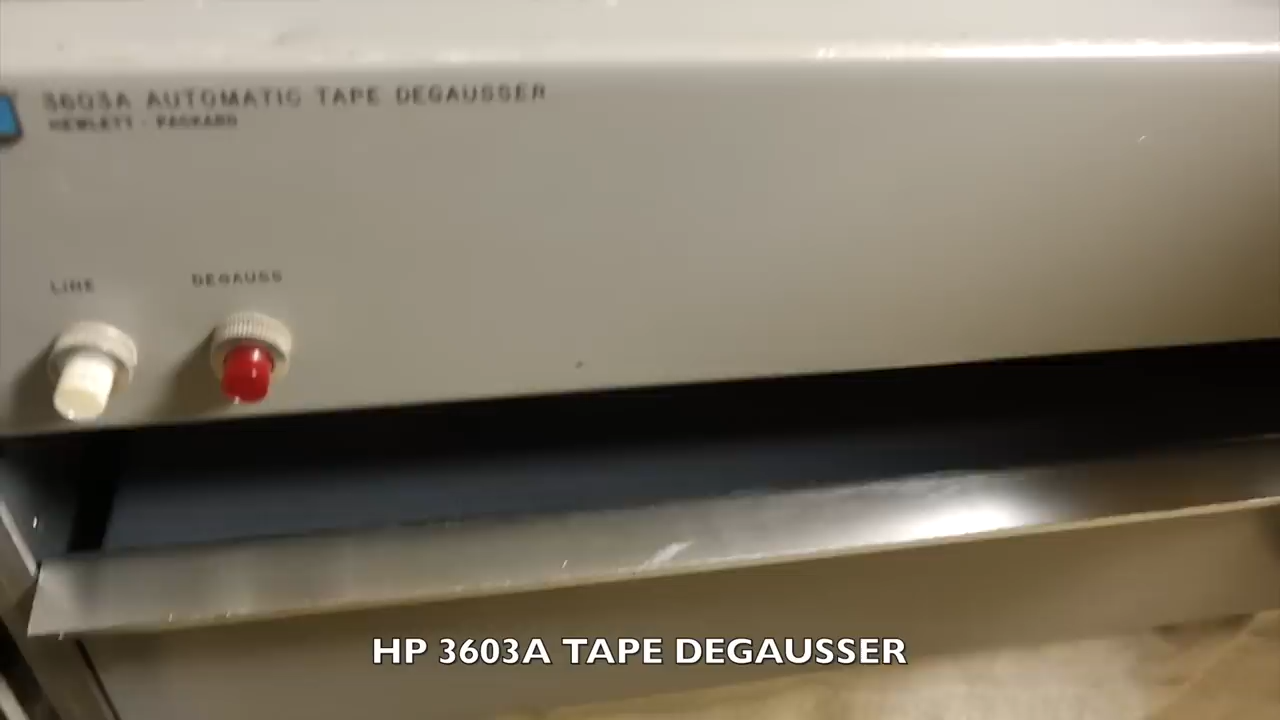 3603A AUTOMATIC TAPE DEGAUSSER
HEWLETT - PACKARD
LINE
DEGAUSS
HP 3603A TAPE DEGAUSSER